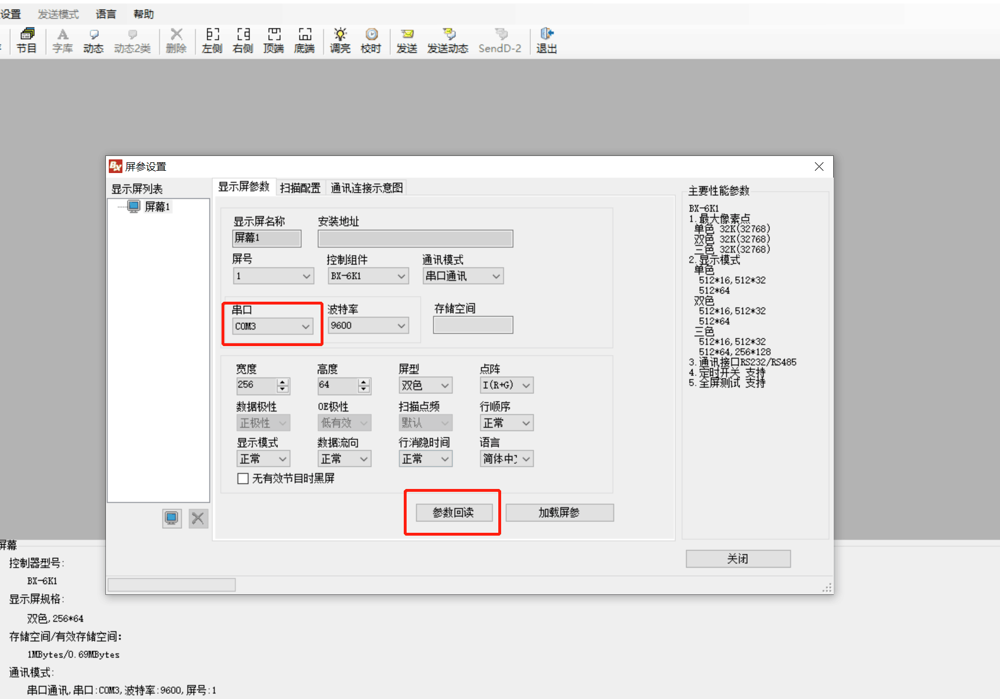 设置 发送模式 语言 帮助
节目 字库 动态 动态2类 删除 左侧 右侧 顶端 底端 调亮 校时 发送 发送动态 SendD-2 退出
屏参设置
显示屏列表
屏幕1
显示屏参数 扫描配置 通讯连接示意图
显示屏名称 安装地址
屏幕1
屏号 控制组件 通讯模式
1 BX-6K1 串口通讯
串口 波特率 存储空间
COM3 9600
宽度 高度 屏型 点阵
256 64 双色 I(R+G)
数据极性 OE极性 扫描点频 行顺序
正极性 低有效 默认 正常
显示模式 数据流向 行消隐时间 语言
正常 正常 正常 简体中
无有效节目时黑屏
参数回读 加载屏参
主要性能参数
BX-6K1
1.最大像素点
单色 32K(32768)
双色 32K(32768)
三色 32K(32768)
2.显示模式
单色
512*16,512*32
512*64
双色
512*16,512*32
512*64
三色
512*16,512*32
512*64,256*128
3.通讯接口RS232/RS485
4.定时开关 支持
5.全屏测试 支持
关闭
屏幕
控制器型号:
BX-6K1
显示屏规格:
双色,256*64
存储空间/有效存储空间:
1MBytes/0.69MBytes
通讯模式:
串口通讯,串口:COM3,波特率:9600,屏号:1